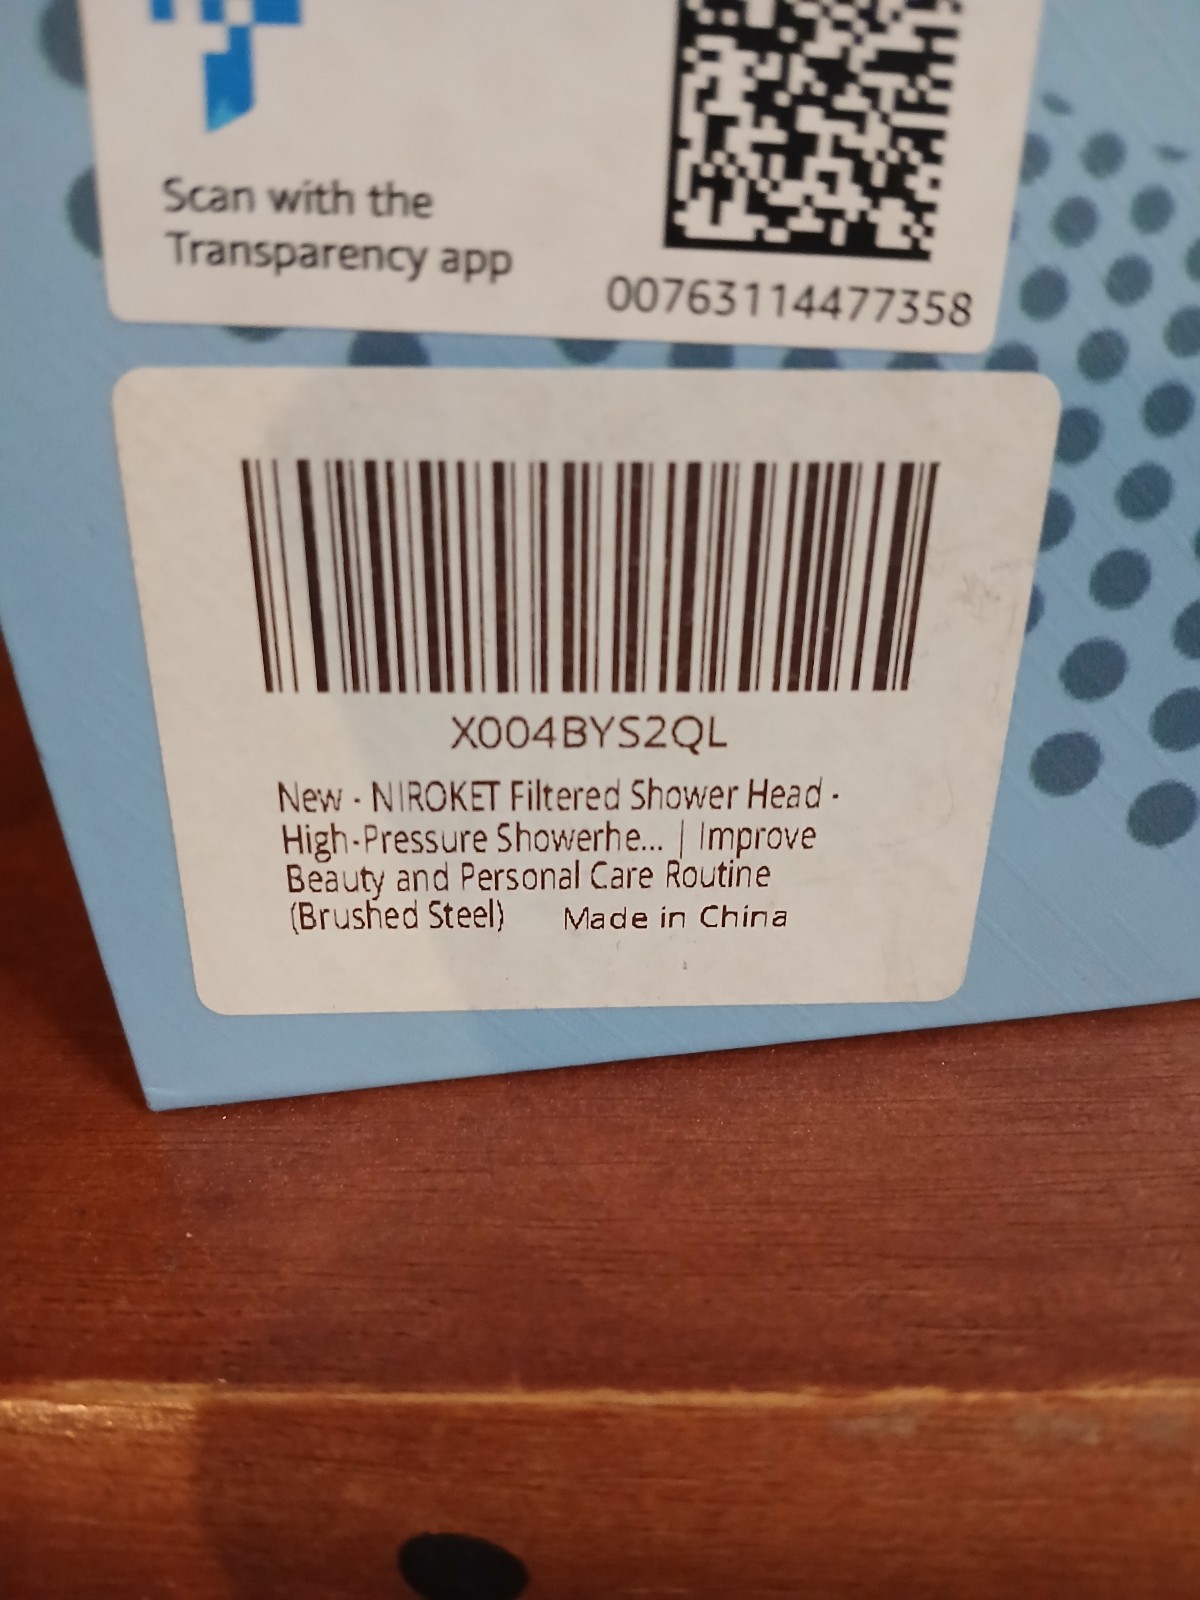 Scan with the
Transparency app
00763114477358
X004BYS2QL
New - NIROKET Filtered Shower Head -
High-Pressure Showerhe... | Improve
Beauty and Personal Care Routine
(Brushed Steel) Made in China